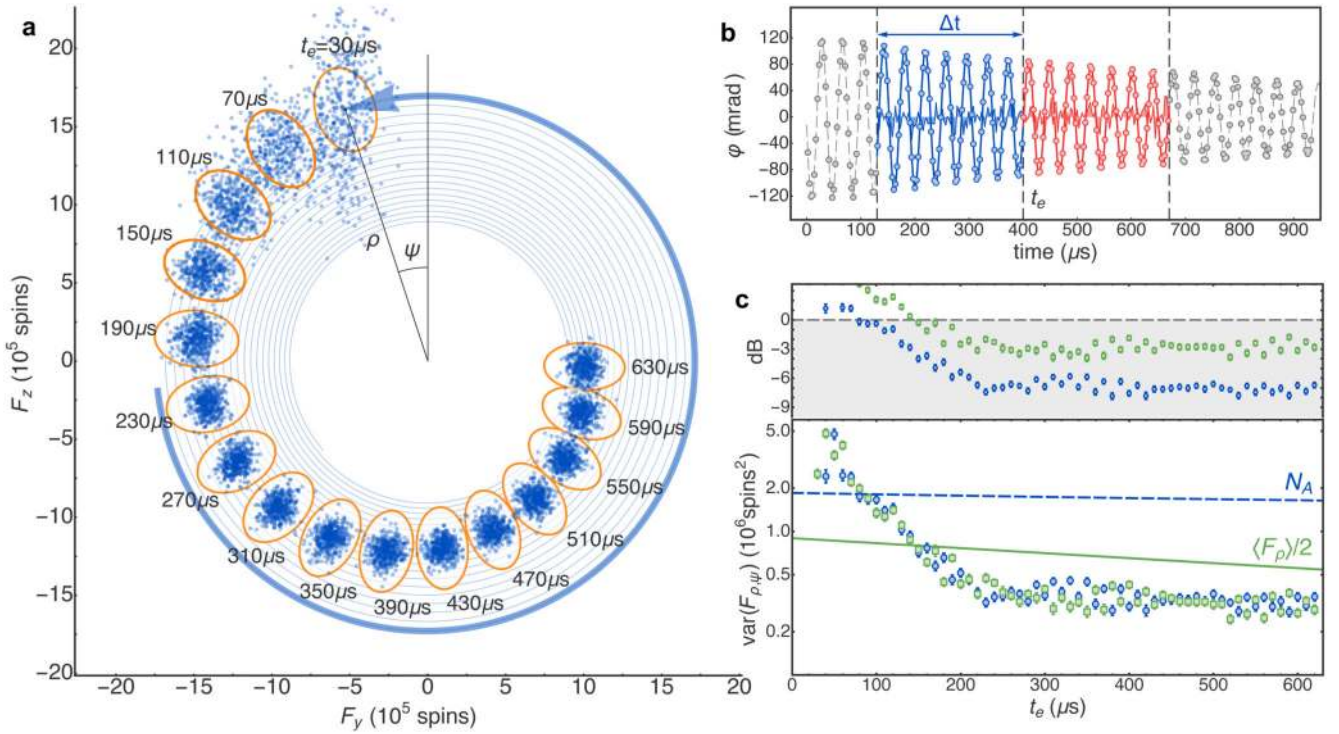 a
20
15
10
5
0
−5
−10
−15
−20
F_z (10^5 spins)
−20 −15 −10 −5 0 5 10 15 20
F_y (10^5 spins)
t_e=30μs
70μs
110μs
150μs
190μs
230μs
270μs
310μs
350μs
390μs
430μs
470μs
510μs
550μs
590μs
630μs
ρ
ψ
b
φ (mrad)
120
80
40
0
−40
−80
−120
Δt
t_e
0 100 200 300 400 500 600 700 800 900
time (μs)
c
dB
0
−3
−6
−9
var(F_ρ,ψ) (10^6 spins^2)
5.0
2.0
1.0
0.5
0.2
N_A
⟨F_ρ⟩/2
0 100 200 300 400 500 600
t_e (μs)